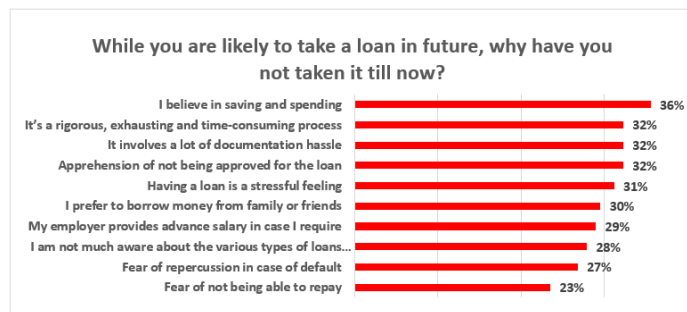 While you are likely to take a loan in future, why have you
not taken it till now?
I believe in saving and spending 36%
It's a rigorous, exhausting and time-consuming process 32%
It involves a lot of documentation hassle 32%
Apprehension of not being approved for the loan 32%
Having a loan is a stressful feeling 31%
I prefer to borrow money from family or friends 30%
My employer provides advance salary in case I require 29%
I am not much aware about the various types of loans... 28%
Fear of repercussion in case of default 27%
Fear of not being able to repay 23%